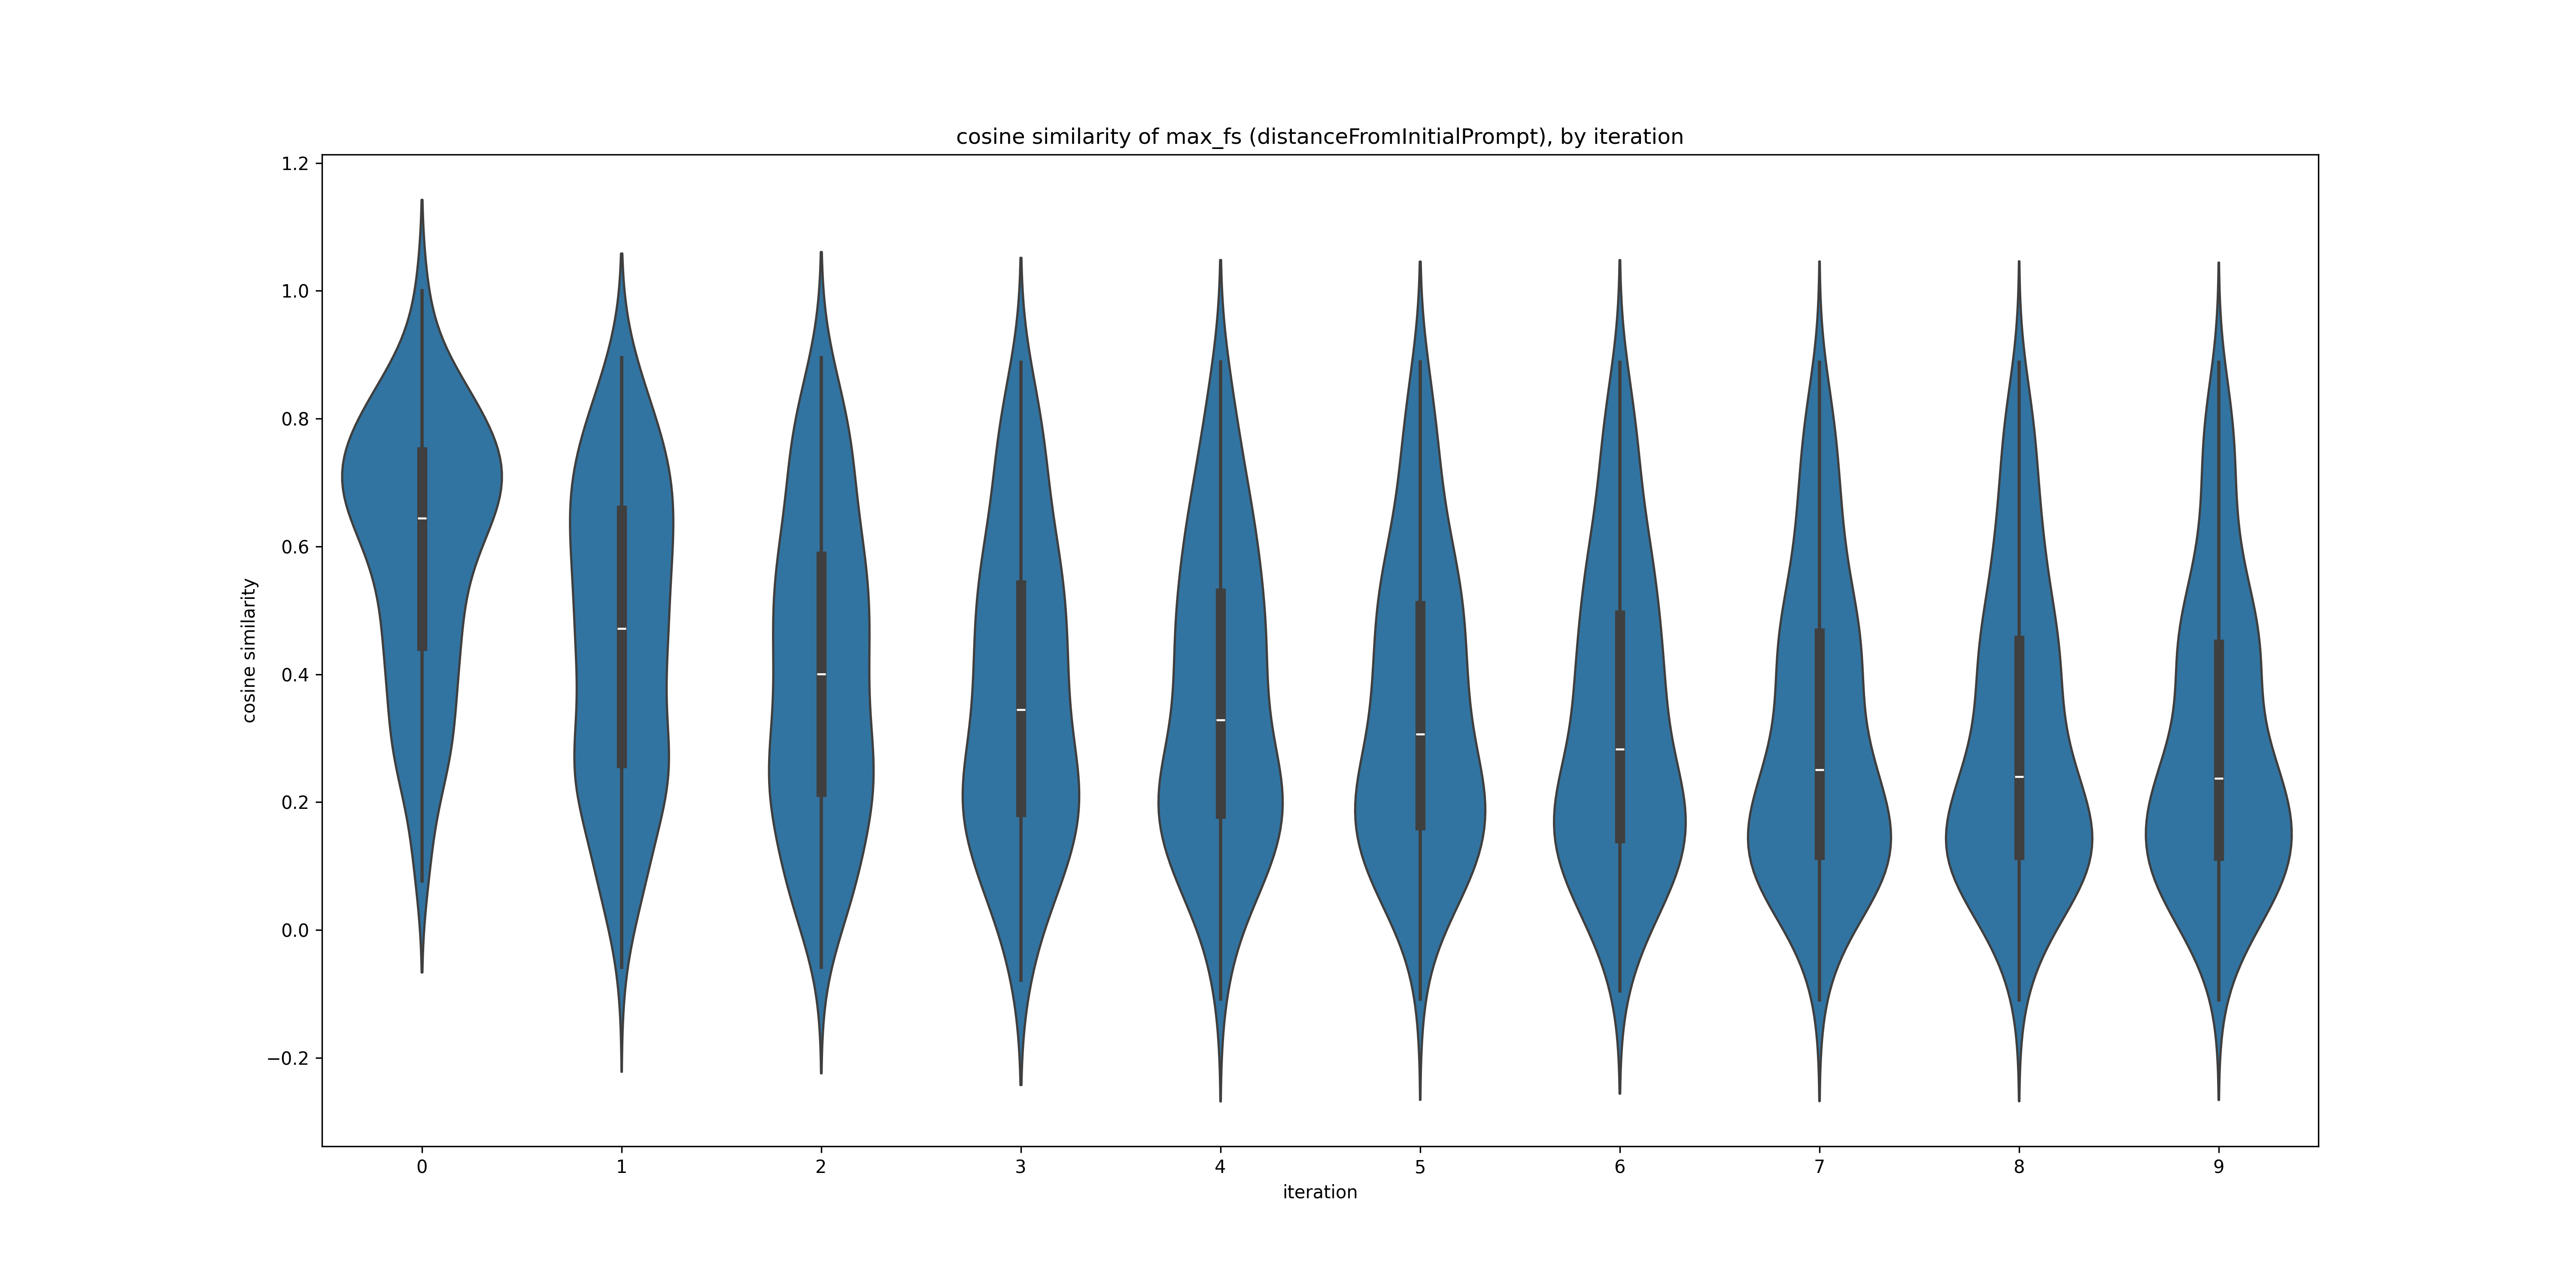 cosine similarity of max_fs (distanceFromInitialPrompt), by iteration
1.2
1.0
0.8
0.6
0.4
0.2
0.0
−0.2
cosine similarity
0 1 2 3 4 5 6 7 8 9
iteration